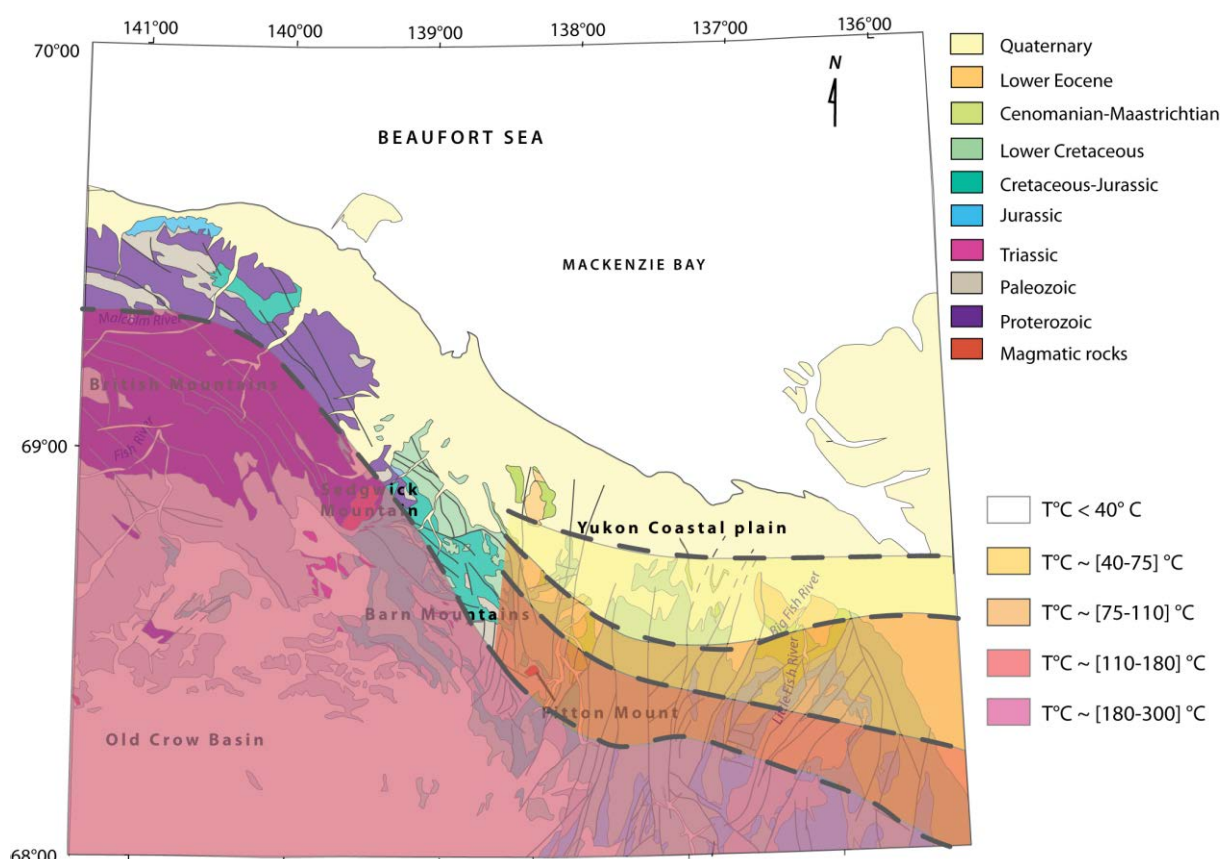 141°00
140°00
139°00
138°00
137°00
136°00
70°00
69°00
68°00
N
BEAUFORT SEA
MACKENZIE BAY
Malcolm River
British Mountains
Fish River
Sedgwick
Mountain
Yukon Coastal plain
Barn Mountains
Big Fish River
Little Fish River
Fitton Mount
Old Crow Basin
Quaternary
Lower Eocene
Cenomanian-Maastrichtian
Lower Cretaceous
Cretaceous-Jurassic
Jurassic
Triassic
Paleozoic
Proterozoic
Magmatic rocks
T°C < 40° C
T°C ~ [40-75] °C
T°C ~ [75-110] °C
T°C ~ [110-180] °C
T°C ~ [180-300] °C